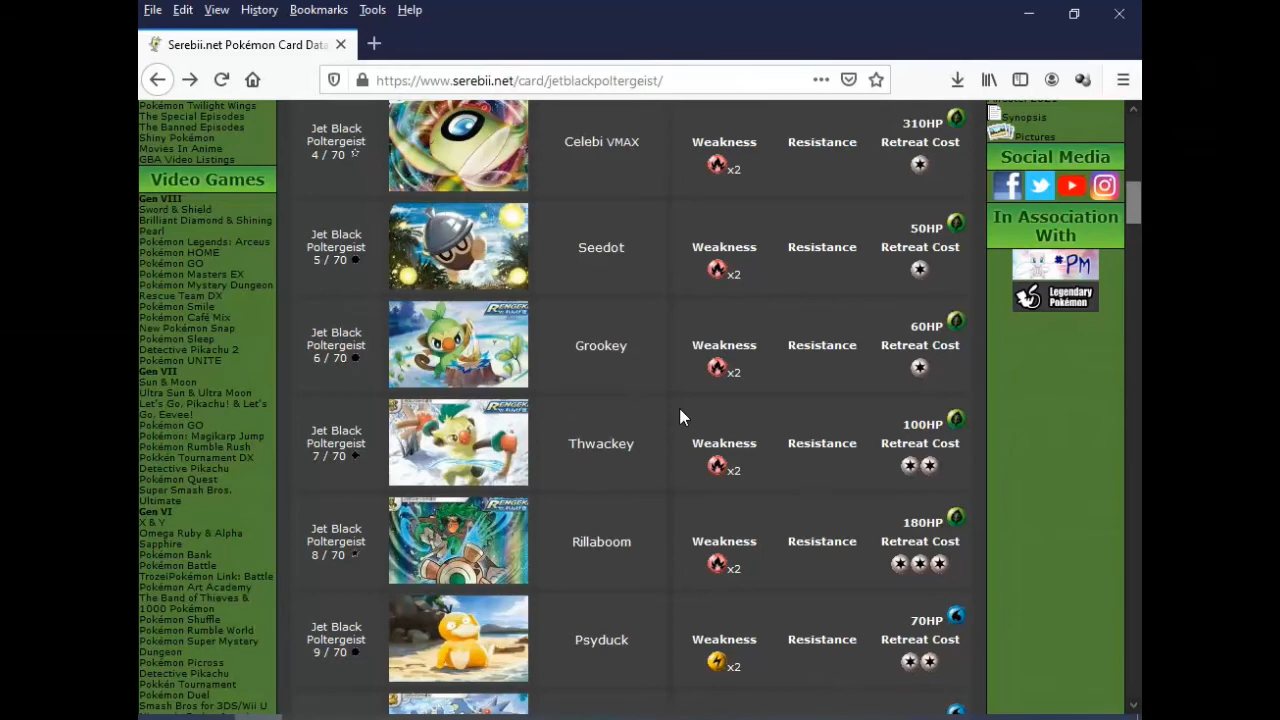 File Edit View History Bookmarks Tools Help
Serebii.net Pokémon Card Data
https://www.serebii.net/card/jetblackpoltergeist/
Pokémon Twilight Wings
The Special Episodes
The Banned Episodes
Shiny Pokémon
Movies In Anime
GBA Video Listings
Video Games
Gen VIII
Sword & Shield
Brilliant Diamond & Shining
Pearl
Pokémon Legends: Arceus
Pokémon HOME
Pokémon GO
Pokémon Masters EX
Pokémon Mystery Dungeon
Rescue Team DX
Pokémon Smile
Pokémon Café Mix
New Pokémon Snap
Pokémon Sleep
Detective Pikachu 2
Pokémon UNITE
Gen VII
Sun & Moon
Ultra Sun & Ultra Moon
Let's Go, Pikachu! & Let's
Go, Eevee!
Pokémon GO
Pokémon: Magikarp Jump
Pokémon Rumble Rush
Pokkén Tournament DX
Detective Pikachu
Pokémon Quest
Super Smash Bros.
Ultimate
Gen VI
X & Y
Omega Ruby & Alpha
Sapphire
Pokémon Bank
Pokémon Battle
TrozeiPokémon Link: Battle
Pokémon Art Academy
The Band of Thieves &
1000 Pokémon
Pokémon Shuffle
Pokémon Rumble World
Pokémon Super Mystery
Dungeon
Pokémon Picross
Detective Pikachu
Pokkén Tournament
Pokémon Duel
Smash Bros for 3DS/Wii U
Jet Black
Poltergeist
4 / 70
Celebi VMAX
310HP
Weakness Resistance Retreat Cost
x2
Jet Black
Poltergeist
5 / 70
Seedot
50HP
Weakness Resistance Retreat Cost
x2
Jet Black
Poltergeist
6 / 70
RENGEKI
Grookey
60HP
Weakness Resistance Retreat Cost
x2
Jet Black
Poltergeist
7 / 70
RENGEKI
Thwackey
100HP
Weakness Resistance Retreat Cost
x2
Jet Black
Poltergeist
8 / 70
RENGEKI
Rillaboom
180HP
Weakness Resistance Retreat Cost
x2
Jet Black
Poltergeist
9 / 70
Psyduck
70HP
Weakness Resistance Retreat Cost
x2
Synopsis
Pictures
Social Media
In Association
With
#PM
Legendary
Pokémon